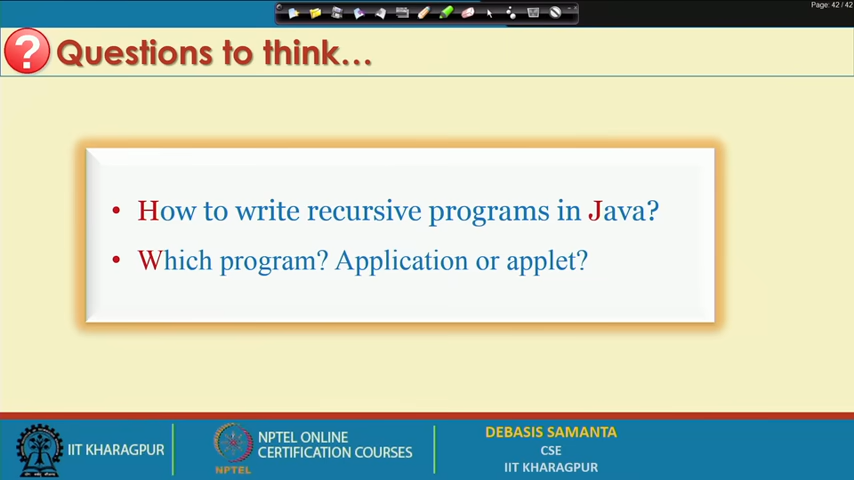 Page: 42 / 42
? Questions to think...
• How to write recursive programs in Java?
• Which program? Application or applet?
IIT KHARAGPUR
NPTEL
NPTEL ONLINE
CERTIFICATION COURSES
DEBASIS SAMANTA
CSE
IIT KHARAGPUR